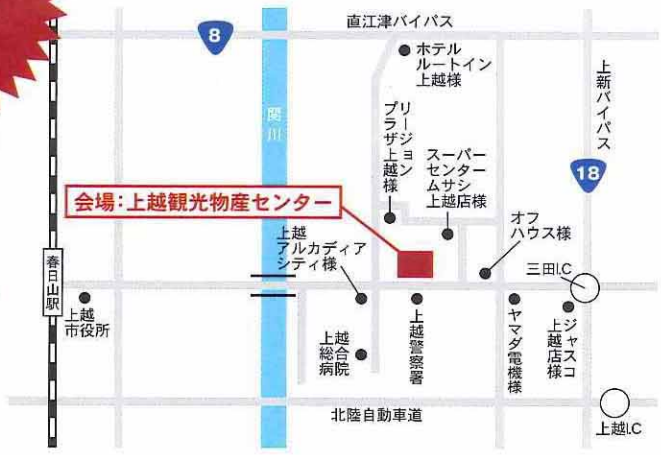 直江津バイパス
8
ホテル
ルートイン
上越様
上新バイパス
関川
リージョン
プラザ上越様
スーパー
センター
ムサシ
上越店様
18
会場:上越観光物産センター
オフ
ハウス様
上越
アルカディア
シティ様
三田I.C
春日山駅
上越
市役所
上越
総合
病院
上越警察署
ヤマダ電機様
ジャスコ
上越店様
北陸自動車道
上越I.C